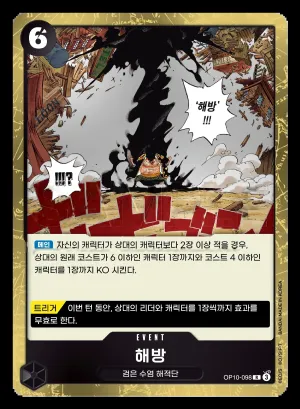 6
'해방'
!!!
!!!?
메인 자신의 캐릭터가 상대의 캐릭터보다 2장 이상 적을 경우,
상대의 원래 코스트가 6 이하인 캐릭터 1장까지와 코스트 4 이하인
캐릭터를 1장까지 KO 시킨다.
트리거 이번 턴 동안, 상대의 리더와 캐릭터를 1장씩까지 효과를
무효로 한다.
EVENT
해방
검은 수염 해적단
OP10-098 R 3